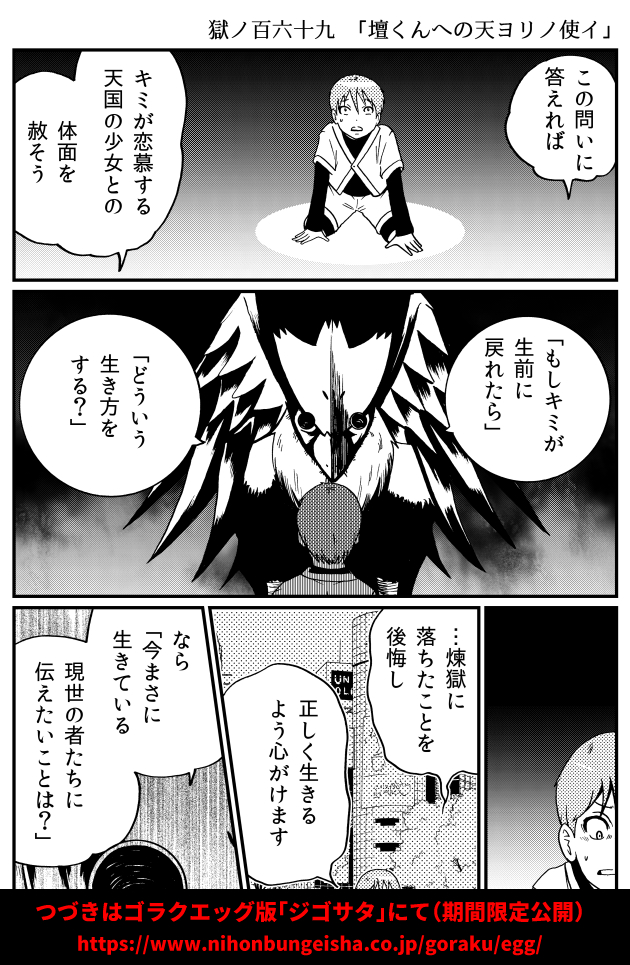 獄ノ百六十九 「壇くんへの天ヨリノ使イ」
この問いに
答えれば
キミが恋慕する
天国の少女との
体面を
赦そう
「もしキミが
生前に
戻れたら」
「どういう
生き方を
する?」
…煉獄に
落ちたことを
後悔し
正しく生きる
よう心がけます
なら
「今まさに
生きている
現世の者たちに
伝えたいことは?」
つづきはゴラクエッグ版「ジゴサタ」にて(期間限定公開)
https://www.nihonbungeisha.co.jp/goraku/egg/